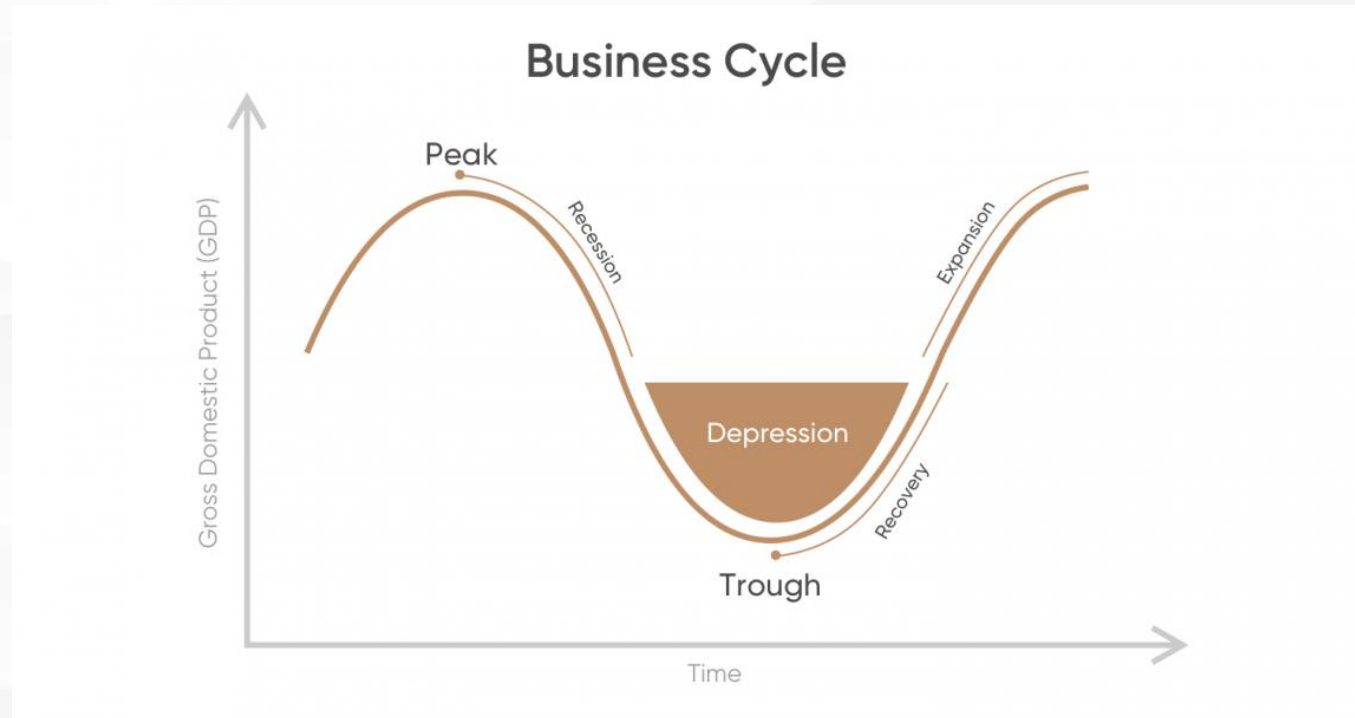 Business Cycle
Peak
Recession
Expansion
Gross Domestic Product (GDP)
Depression
Recovery
Trough
Time